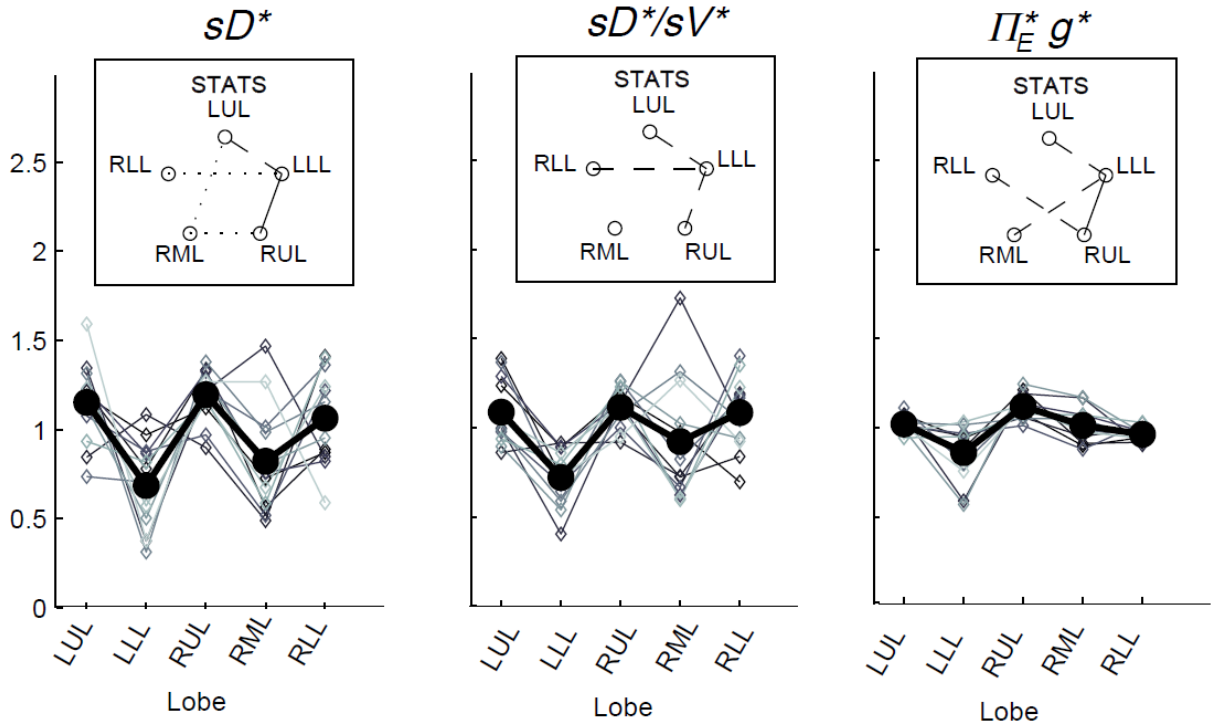 sD*
sD*/sV*
Π*E g*
STATS
LUL
RLL
LLL
RML
RUL
STATS
LUL
RLL
LLL
RML
RUL
STATS
LUL
RLL
LLL
RML
RUL
2.5
2
1.5
1
0.5
0
LUL
LLL
RUL
RML
RLL
Lobe
LUL
LLL
RUL
RML
RLL
Lobe
LUL
LLL
RUL
RML
RLL
Lobe